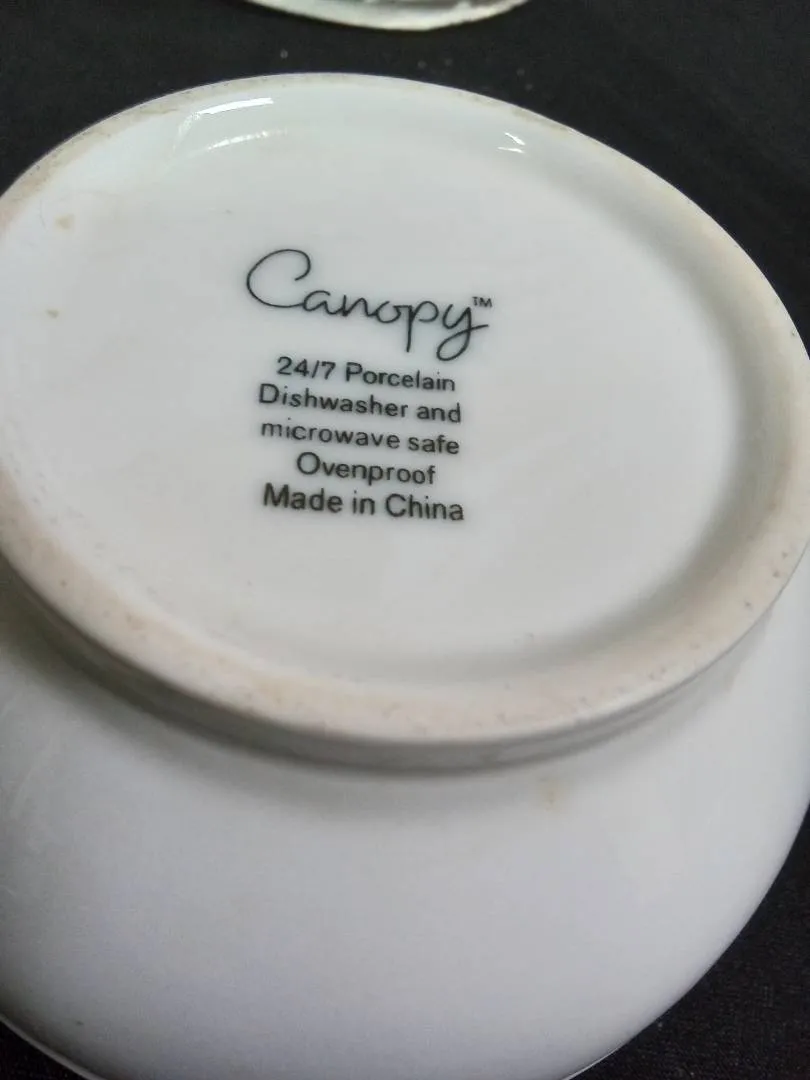 Canopy™
24/7 Porcelain
Dishwasher and
microwave safe
Ovenproof
Made in China